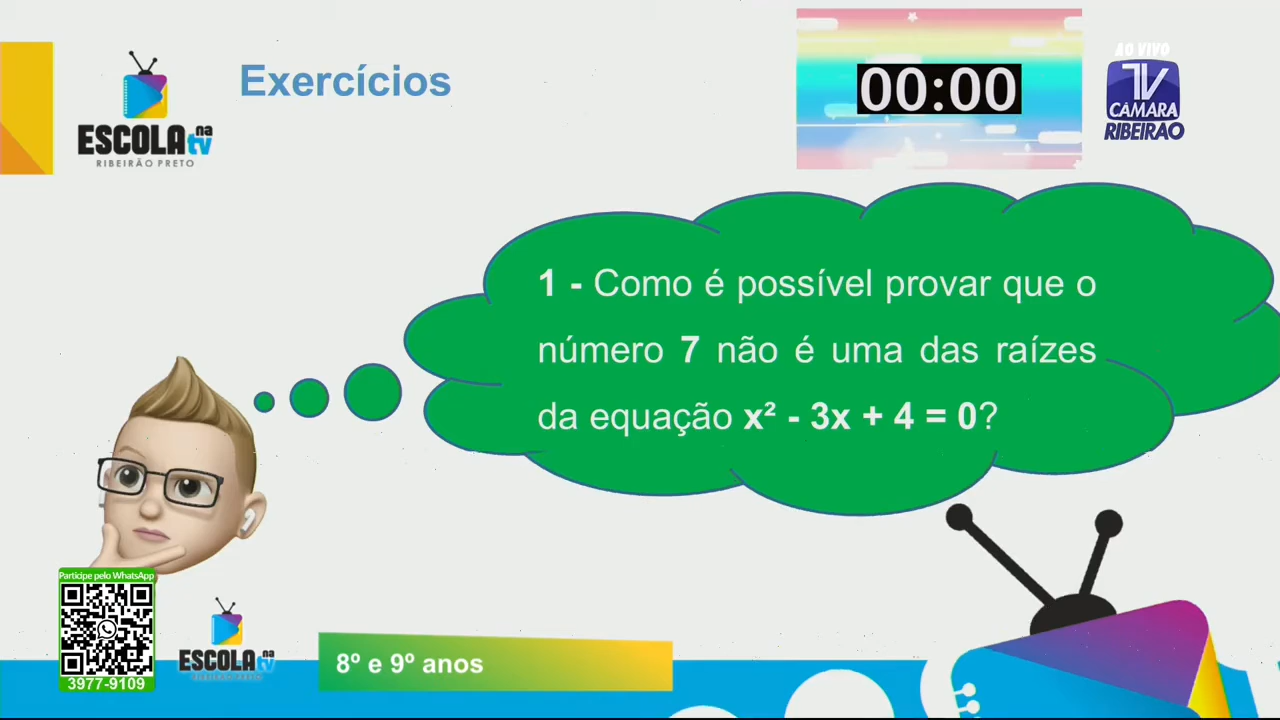 Exercícios
00:00
AO VIVO
TV
CÂMARA
RIBEIRÃO
ESCOLA na tv
RIBEIRÃO PRETO
1 - Como é possível provar que o
número 7 não é uma das raízes
da equação x² - 3x + 4 = 0?
Participe pelo WhatsApp
3977-9109
ESCOLA na tv
RIBEIRÃO PRETO
8º e 9º anos